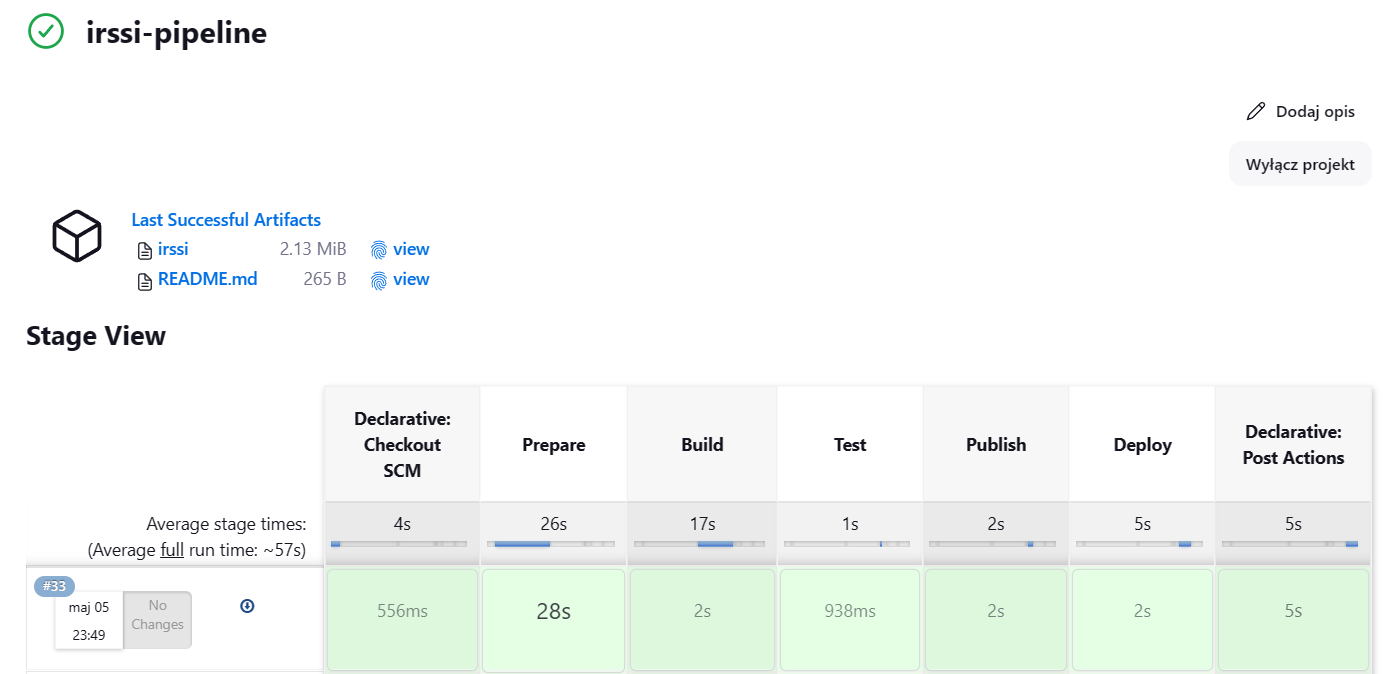 irssi-pipeline
Dodaj opis
Wyłącz projekt
Last Successful Artifacts
irssi 2.13 MiB view
README.md 265 B view
Stage View
Declarative: Checkout SCM
Prepare
Build
Test
Publish
Deploy
Declarative: Post Actions
Average stage times: 4s 26s 17s 1s 2s 5s 5s
(Average full run time: ~57s)
#33
maj 05
23:49
No
Changes
556ms 28s 2s 938ms 2s 2s 5s